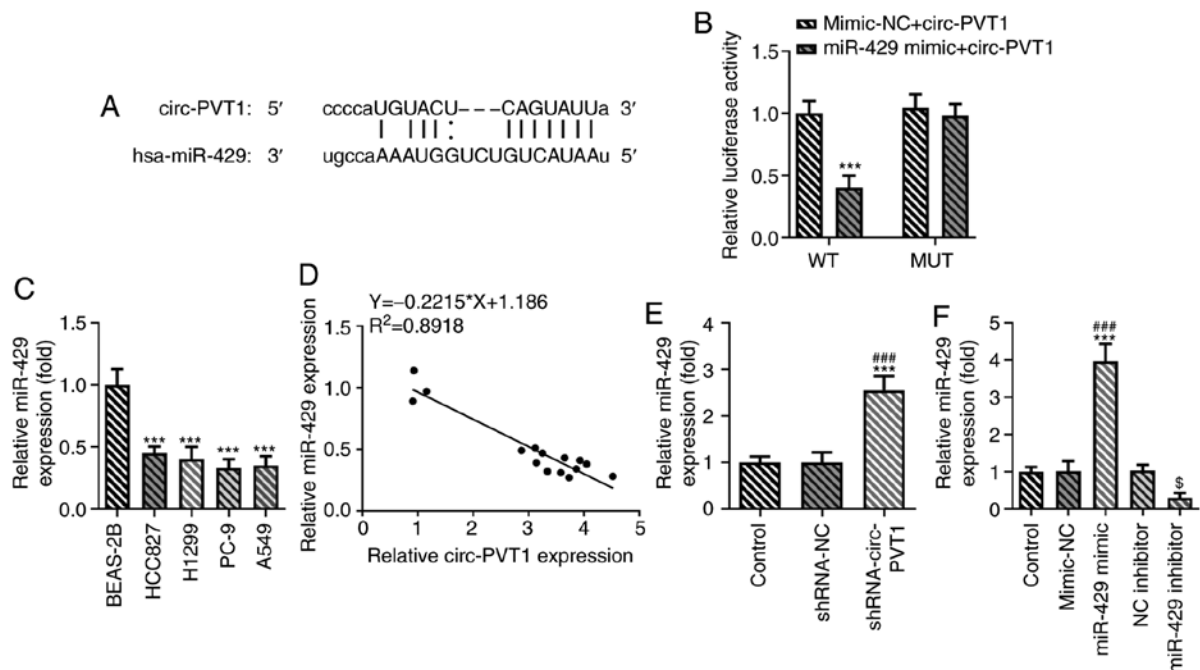 A
circ-PVT1: 5′ ccccaUGUACU–––CAGUAUUa 3′
hsa-miR-429: 3′ ugccaAAAUGGUCUGUCAUAAu 5′
B
Mimic-NC+circ-PVT1
miR-429 mimic+circ-PVT1
Relative luciferase activity
1.5
1.0
0.5
0.0
***
WT MUT
C
Relative miR-429
expression (fold)
1.5
1.0
0.5
0.0
*** *** *** ***
BEAS-2B
HCC827
H1299
PC-9
A549
D
Y=−0.2215*X+1.186
R²=0.8918
Relative miR-429 expression
1.5
1.0
0.5
0.0
0 1 2 3 4 5
Relative circ-PVT1 expression
E
Relative miR-429
expression (fold)
4
3
2
1
0
###
***
Control
shRNA-NC
shRNA-circ-
PVT1
F
Relative miR-429
expression (fold)
5
4
3
2
1
0
###
***
$
Control
Mimic-NC
miR-429 mimic
NC inhibitor
miR-429 inhibitor